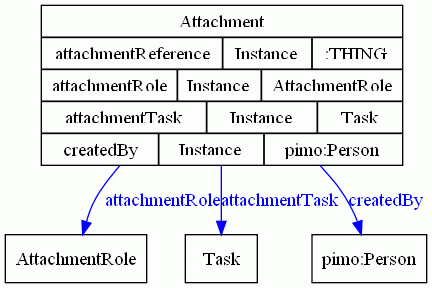 Attachment
attachmentReference Instance :THING
attachmentRole Instance AttachmentRole
attachmentTask Instance Task
createdBy Instance pimo:Person
attachmentRole attachmentTask createdBy
AttachmentRole Task pimo:Person